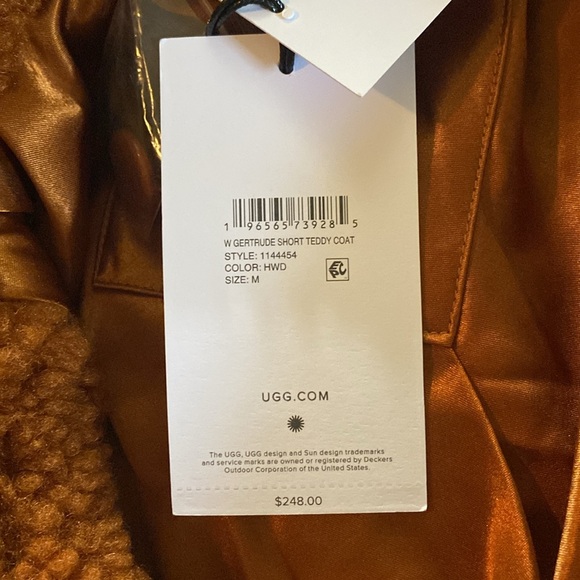 1 96565 73928 5
W GERTRUDE SHORT TEDDY COAT
STYLE: 1144454
COLOR: HWD
SIZE: M
UGG.COM
The UGG, UGG design and Sun design trademarks
and service marks are owned or registered by Deckers
Outdoor Corporation of the United States.
$248.00